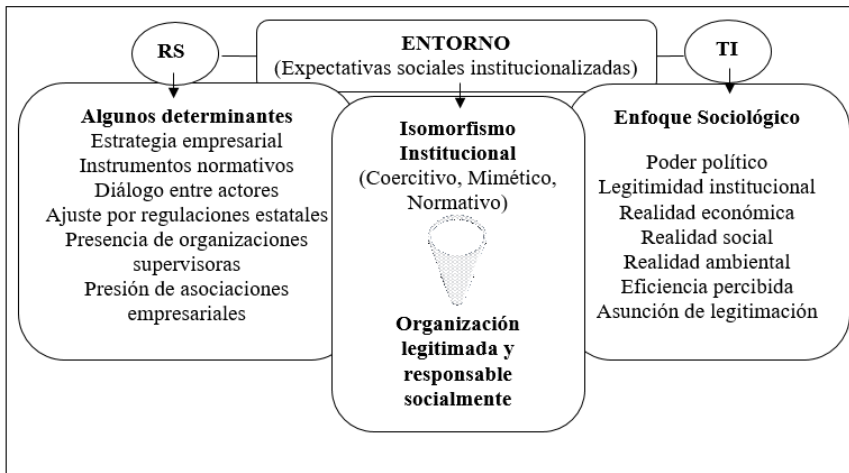 RS
ENTORNO
(Expectativas sociales institucionalizadas)
TI
Algunos determinantes
Estrategia empresarial
Instrumentos normativos
Diálogo entre actores
Ajuste por regulaciones estatales
Presencia de organizaciones
supervisoras
Presión de asociaciones
empresariales
Isomorfismo
Institucional
(Coercitivo, Mimético,
Normativo)
Organización
legitimada y
responsable
socialmente
Enfoque Sociológico
Poder político
Legitimidad institucional
Realidad económica
Realidad social
Realidad ambiental
Eficiencia percibida
Asunción de legitimación